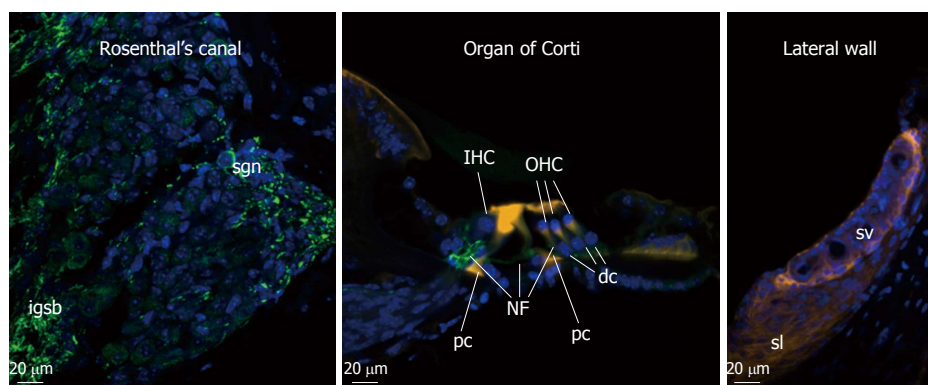 Rosenthal's canal
sgn
igsb
20 μm
Organ of Corti
IHC
OHC
dc
NF
pc
pc
20 μm
Lateral wall
sv
sl
20 μm